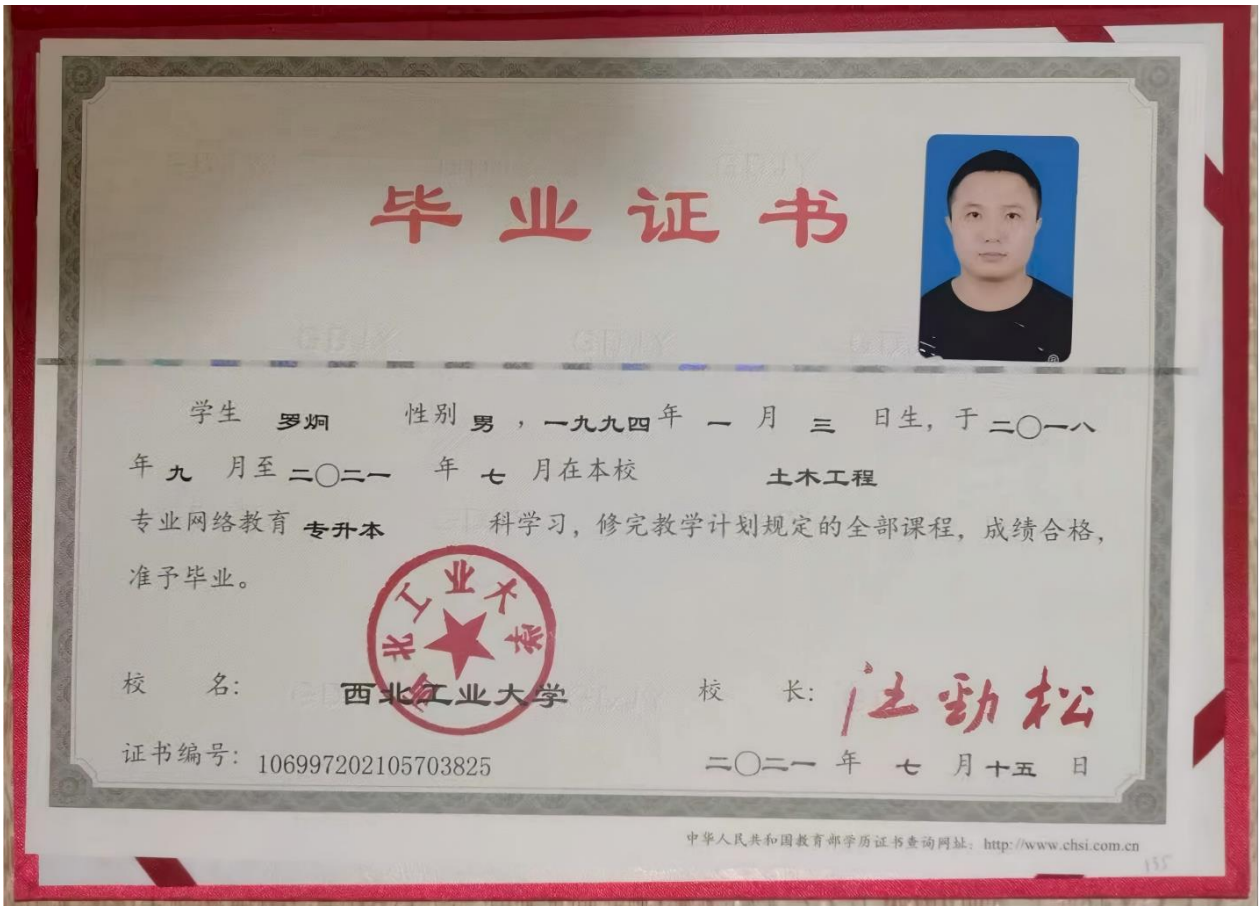 毕业证书
学生 罗炯 性别 男 ，一九九四 年 一 月 三 日生，于 二〇一八
年 九 月至 二〇二一 年 七 月在本校 土木工程
专业网络教育 专升本 科学习，修完教学计划规定的全部课程，成绩合格，
准予毕业。
西北工业大学
校 名： 西北工业大学 校 长： 汪劲松
证书编号：106997202105703825 二〇二一 年 七 月 十五 日
中华人民共和国教育部学历证书查询网址：http://www.chsi.com.cn
135